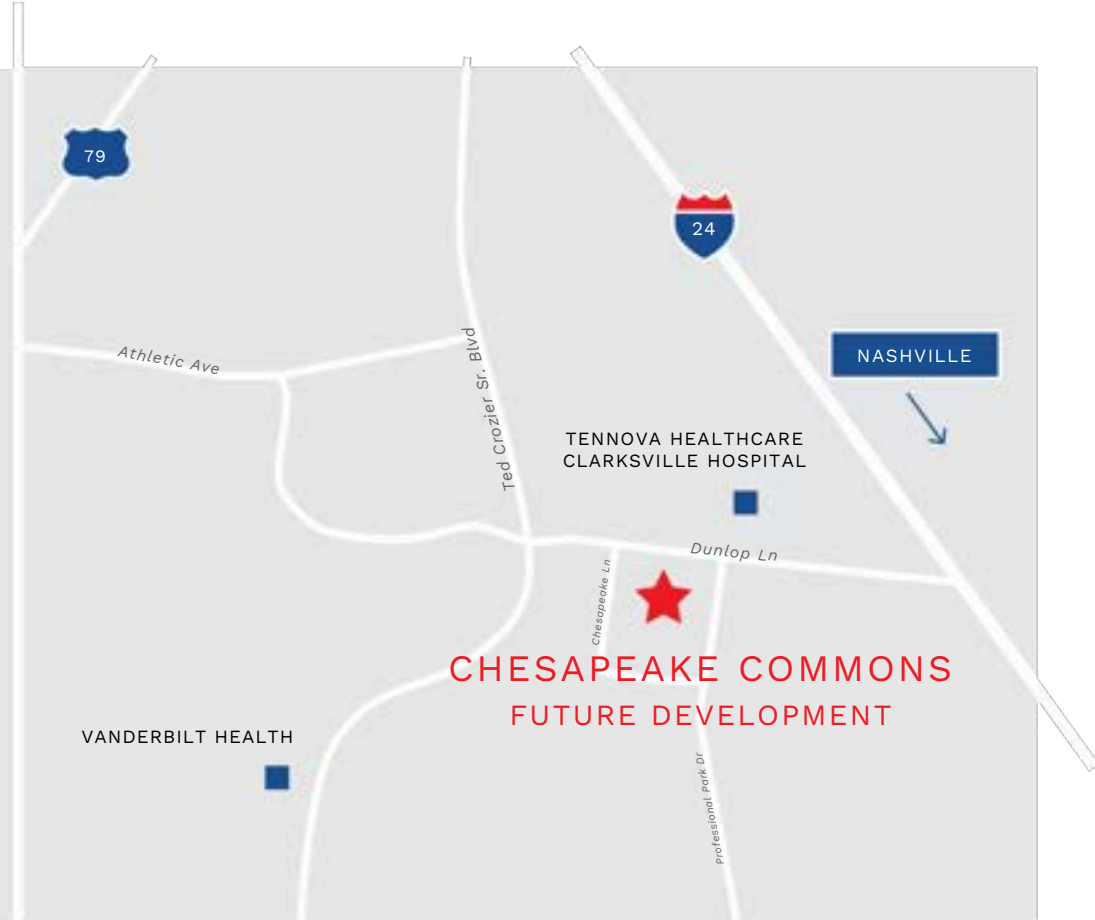 79
24
NASHVILLE
Athletic Ave
Ted Crozier Sr. Blvd
TENNOVA HEALTHCARE
CLARKSVILLE HOSPITAL
Dunlop Ln
Chesapeake Ln
CHESAPEAKE COMMONS
FUTURE DEVELOPMENT
VANDERBILT HEALTH
Professional Park Dr